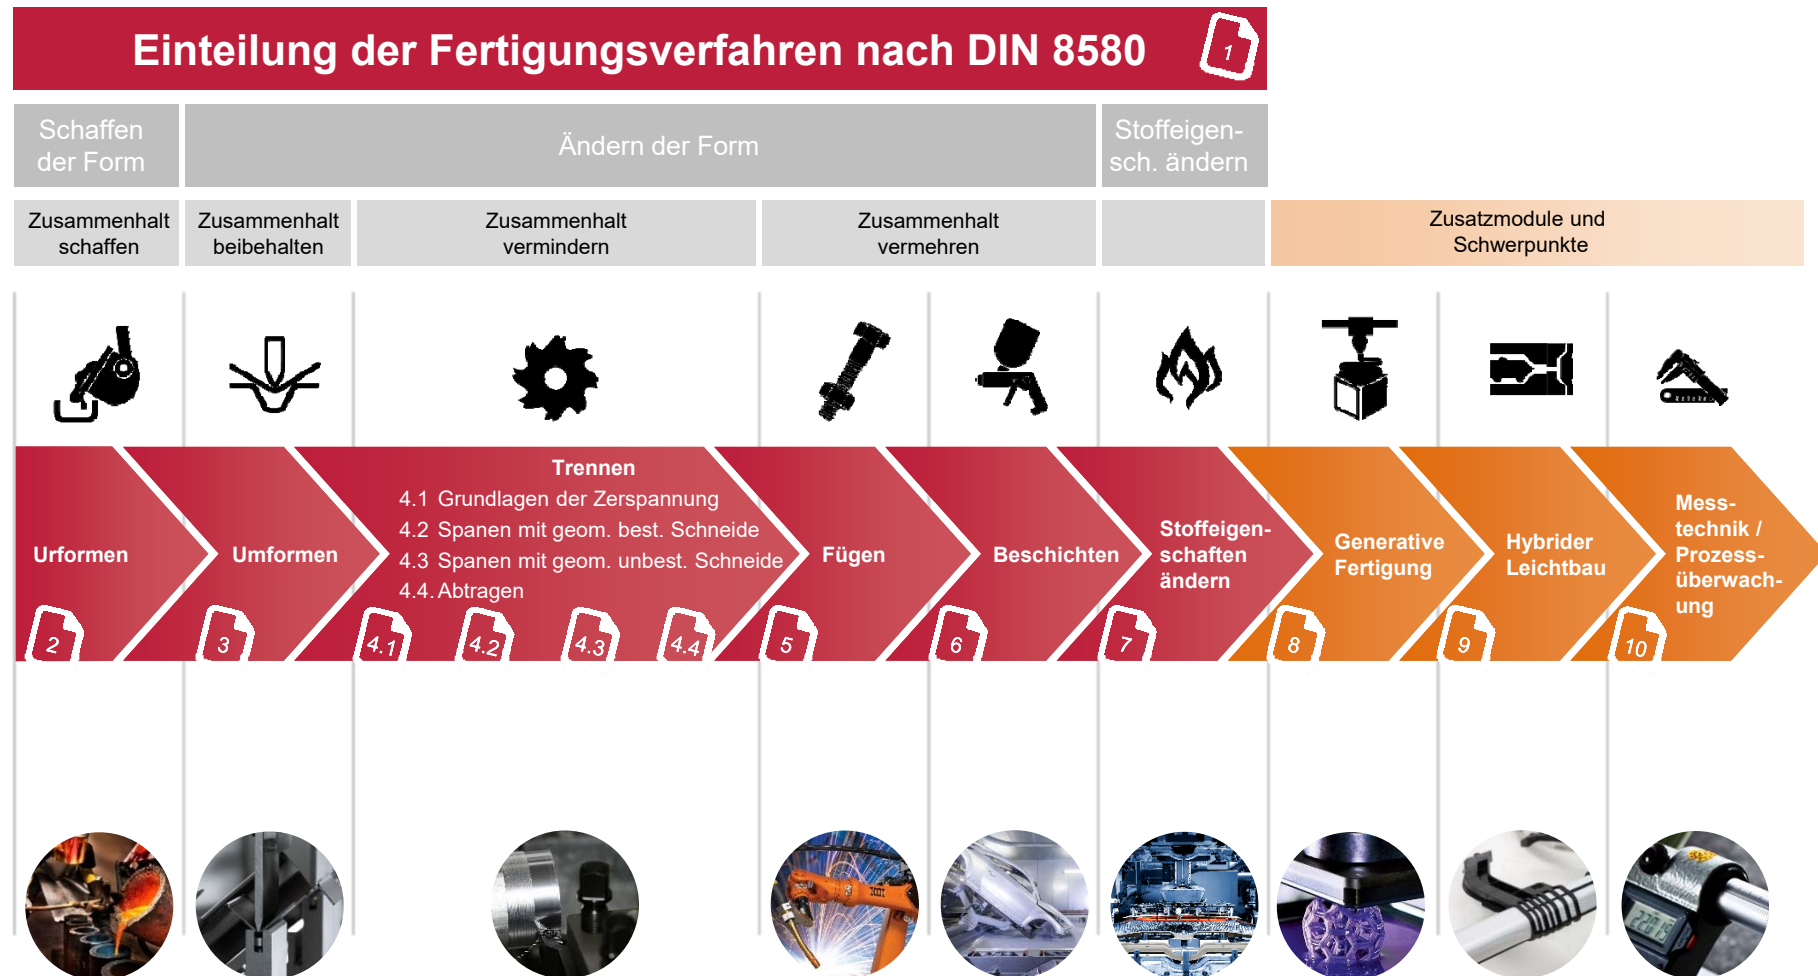 Einteilung der Fertigungsverfahren nach DIN 8580
1
Schaffen
der Form
Ändern der Form
Stoffeigen-
sch. ändern
Zusammenhalt
schaffen
Zusammenhalt
beibehalten
Zusammenhalt
vermindern
Zusammenhalt
vermehren
Zusatzmodule und
Schwerpunkte
Urformen
2
Umformen
3
Trennen
4.1 Grundlagen der Zerspannung
4.2 Spanen mit geom. best. Schneide
4.3 Spanen mit geom. unbest. Schneide
4.4. Abtragen
4.1
4.2
4.3
4.4
Fügen
5
Beschichten
6
Stoffeigen-
schaften
ändern
7
Generative
Fertigung
8
Hybrider
Leichtbau
9
Mess-
technik /
Prozess-
überwach-
ung
10